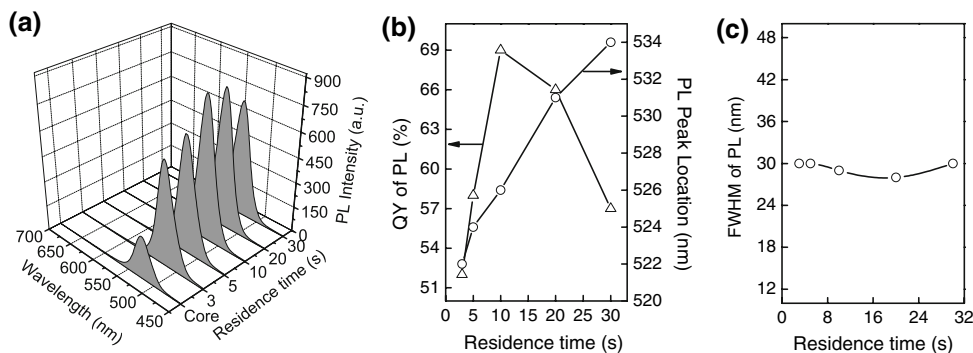 (a)
900
750
600
450
300
150
0
PL Intensity (a.u.)
700
650
600
550
500
450
Wavelength (nm)
Core
3
5
10
20
30
Residence time (s)
(b)
69
66
63
60
57
54
51
QY of PL (%)
534
532
530
528
526
524
522
520
PL Peak Location (nm)
0 5 10 15 20 25 30
Residence time (s)
(c)
48
42
36
30
24
18
12
FWHM of PL (nm)
0 8 16 24 32
Residence time (s)